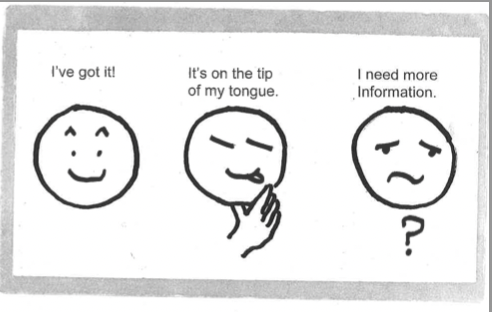 I've got it!
It's on the tip
of my tongue.
I need more
Information.
?